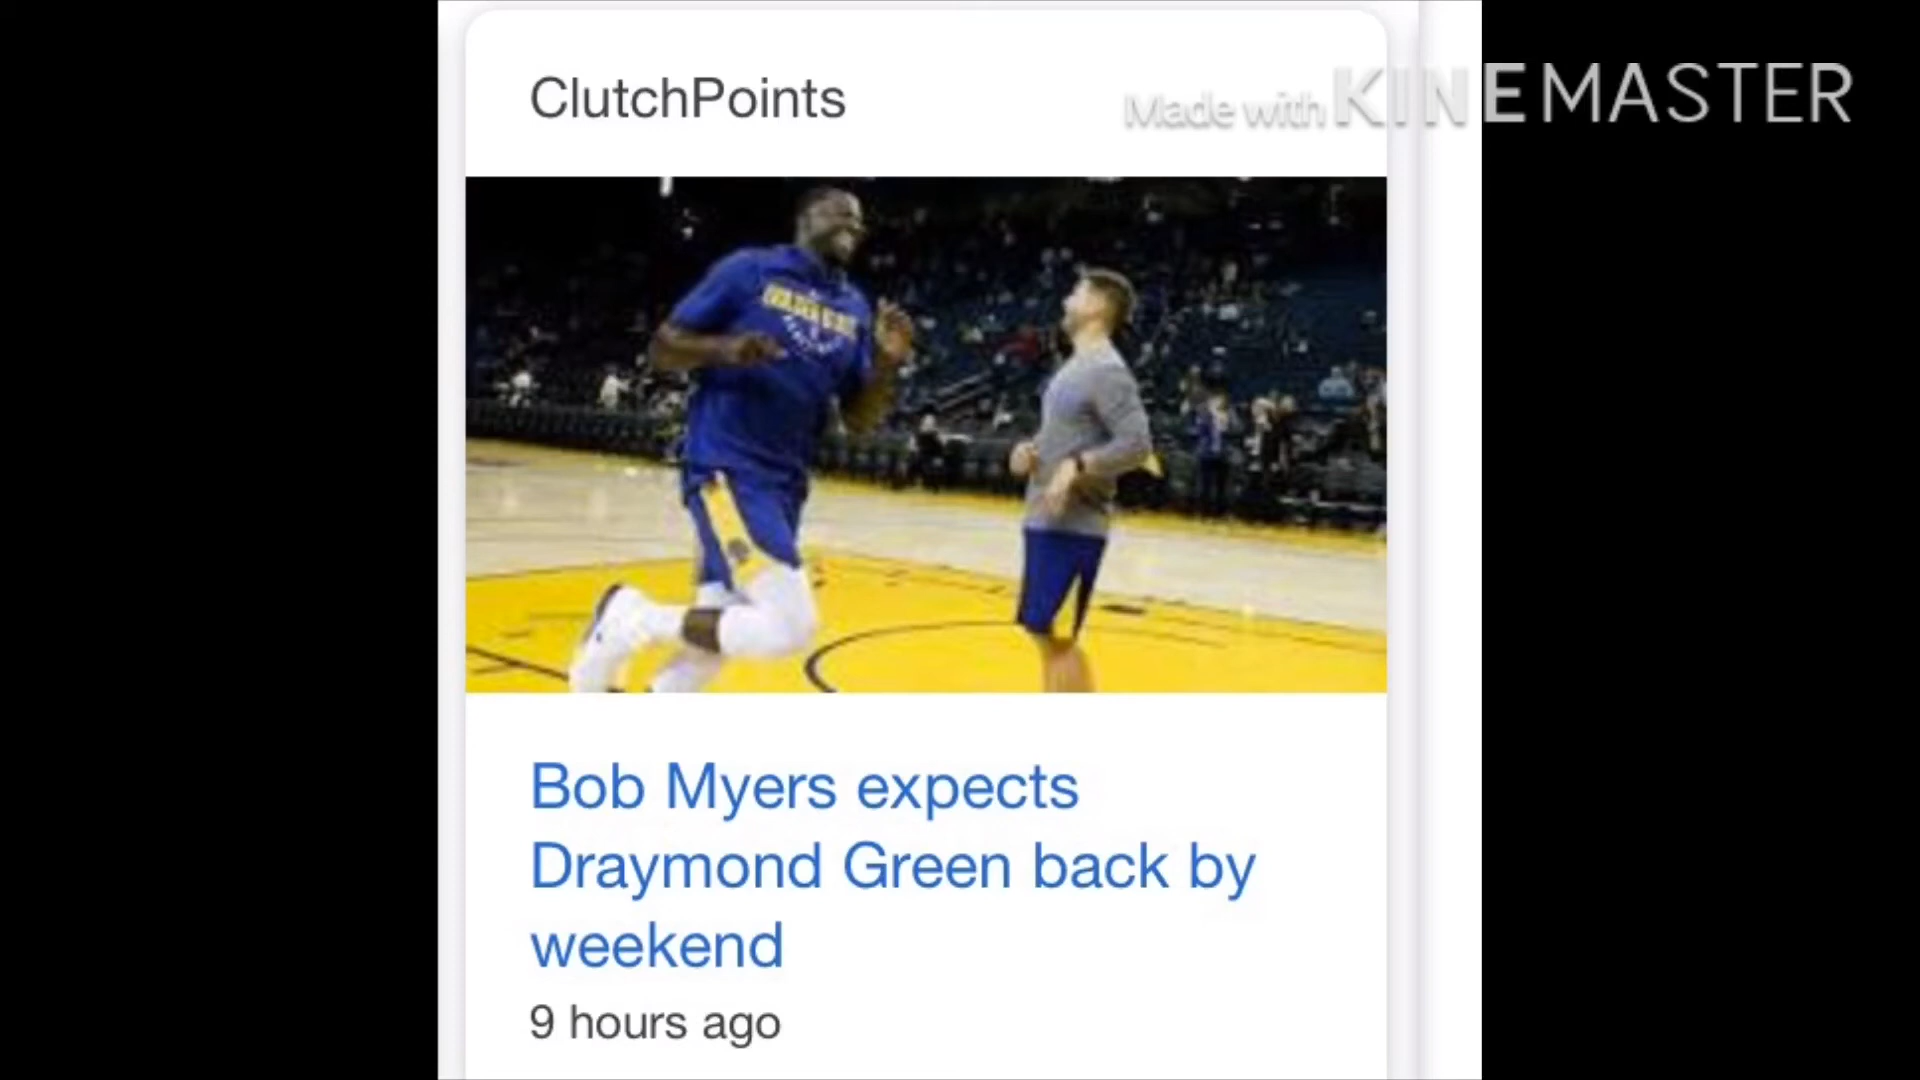 ClutchPoints
Made with KINEMASTER
Bob Myers expects
Draymond Green back by
weekend
9 hours ago